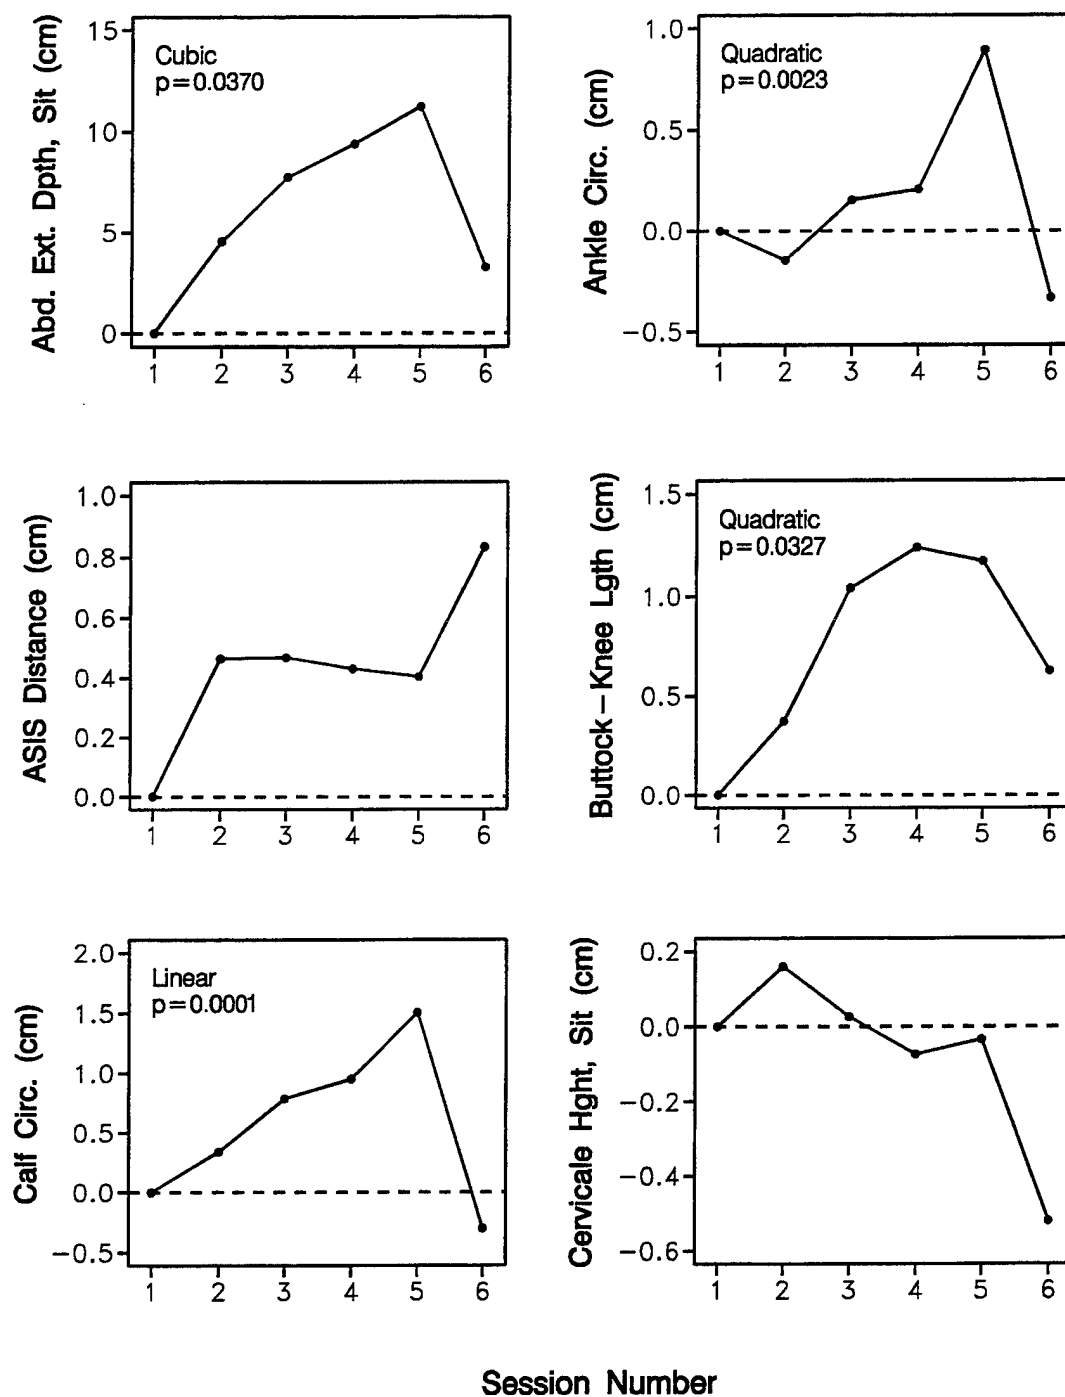 Abd. Ext. Dpth, Sit (cm)
15
10
5
0
Cubic
p=0.0370
1 2 3 4 5 6
Ankle Circ. (cm)
1.0
0.5
0.0
−0.5
Quadratic
p=0.0023
1 2 3 4 5 6
ASIS Distance (cm)
1.0
0.8
0.6
0.4
0.2
0.0
1 2 3 4 5 6
Buttock−Knee Lgth (cm)
1.5
1.0
0.5
0.0
Quadratic
p=0.0327
1 2 3 4 5 6
Calf Circ. (cm)
2.0
1.5
1.0
0.5
0.0
−0.5
Linear
p=0.0001
1 2 3 4 5 6
Cervicale Hght, Sit (cm)
0.2
0.0
−0.2
−0.4
−0.6
1 2 3 4 5 6
Session Number